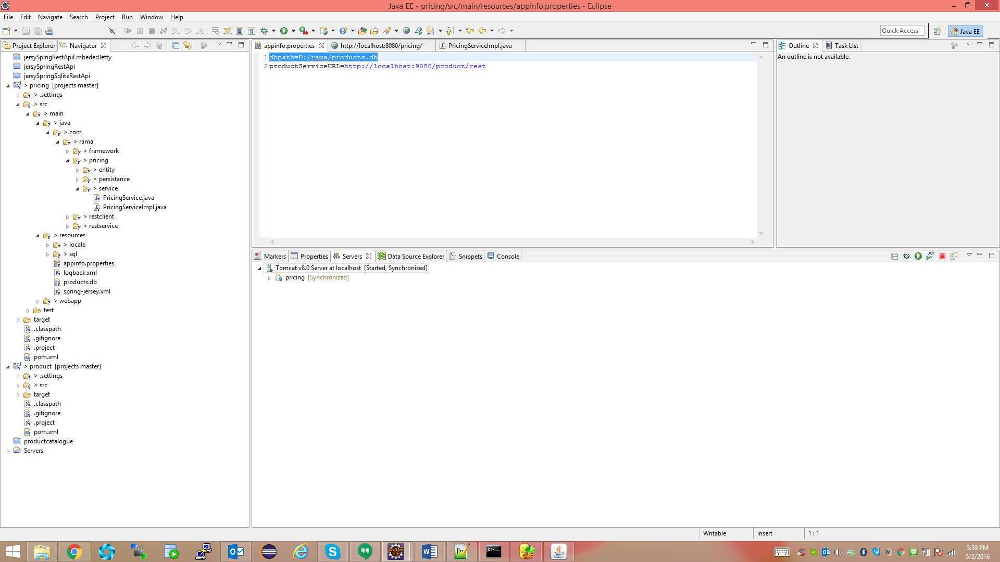 Java EE - pricing/src/main/resources/appinfo.properties - Eclipse
File Edit Navigate Search Project Run Window Help
Quick Access
Java EE
Project Explorer
Navigator
jersySpingRestApiEmbededJetty
jersySpringRestApi
jersySpringSqliteRestApi
> pricing [projects master]
> .settings
> src
> main
> java
> com
> rama
> framework
> pricing
> entity
> persistance
> service
PricingService.java
PricingServiceImpl.java
> restclient
> restservice
> resources
> locale
> sql
appinfo.properties
logback.xml
products.db
spring-jersey.xml
> webapp
test
target
.classpath
.gitignore
.project
pom.xml
> product [projects master]
> .settings
> src
target
.classpath
.gitignore
.project
pom.xml
productcatalogue
Servers
appinfo.properties
http://localhost:8080/pricing/
PricingServiceImpl.java
1 dbpath=D:/rama/products.db
2 productServiceURL=http://localhost:9080/product/rest
Outline
Task List
An outline is not available.
Markers
Properties
Servers
Data Source Explorer
Snippets
Console
Tomcat v8.0 Server at localhost [Started, Synchronized]
pricing [Synchronized]
Writable
Insert
1 : 1
3:59 PM
5/2/2016